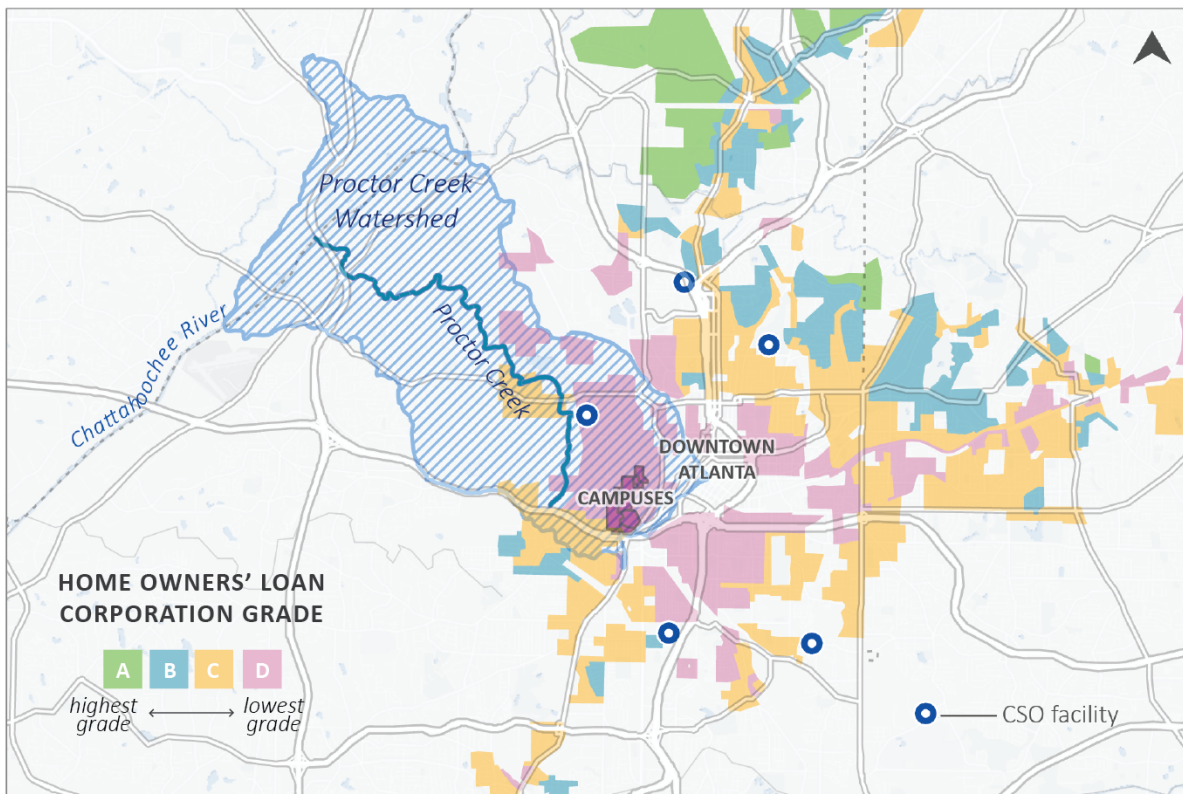 Proctor Creek
Watershed
Chattahoochee River
Proctor Creek
DOWNTOWN
ATLANTA
CAMPUSES
HOME OWNERS’ LOAN
CORPORATION GRADE
A B C D
highest
grade
lowest
grade
CSO facility